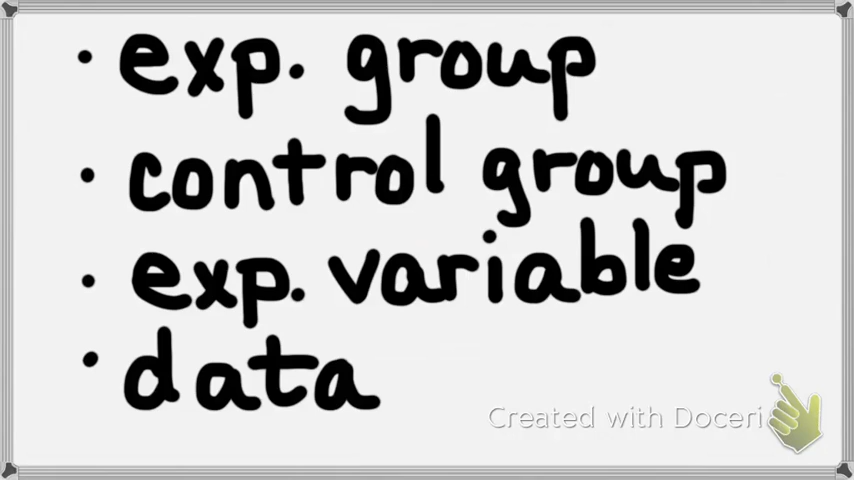 · exp. group
· control group
· exp. variable
· data
Created with Doceri